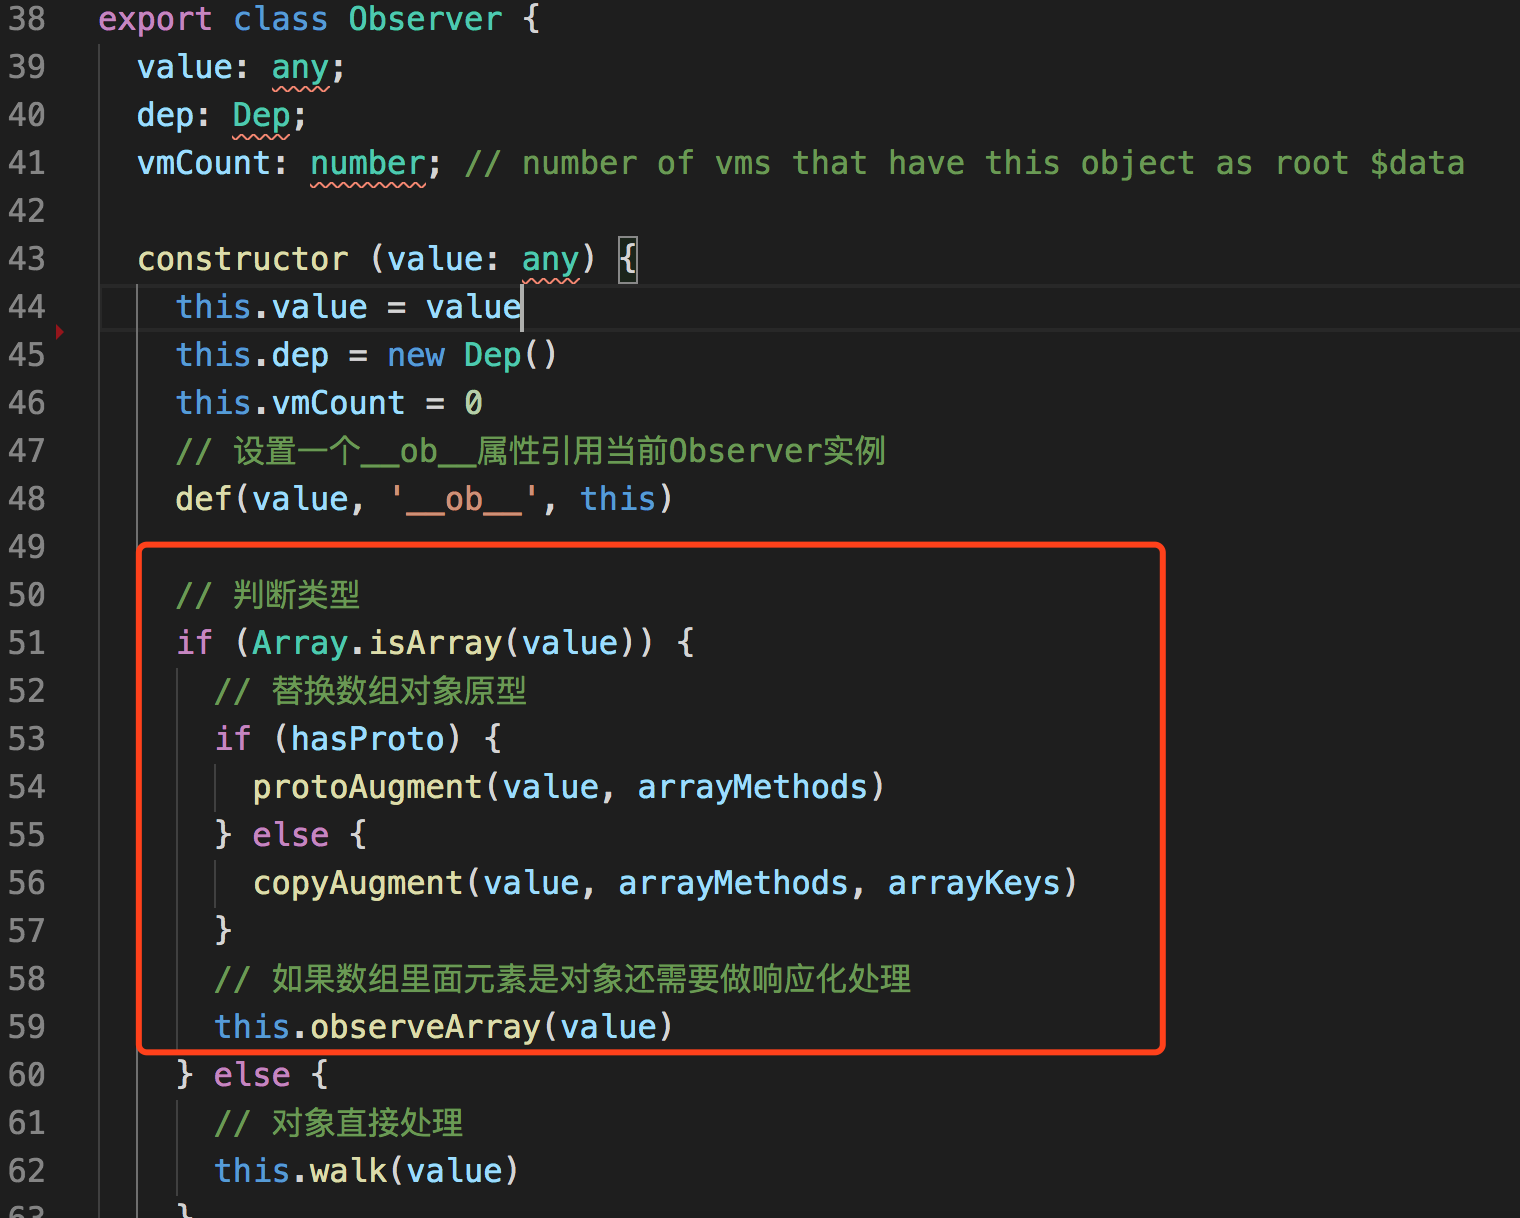 38 export class Observer {
39 value: any;
40 dep: Dep;
41 vmCount: number; // number of vms that have this object as root $data
42
43 constructor (value: any) {
44 this.value = value
45 this.dep = new Dep()
46 this.vmCount = 0
47 // 设置一个__ob__属性引用当前Observer实例
48 def(value, '__ob__', this)
49
50 // 判断类型
51 if (Array.isArray(value)) {
52 // 替换数组对象原型
53 if (hasProto) {
54 protoAugment(value, arrayMethods)
55 } else {
56 copyAugment(value, arrayMethods, arrayKeys)
57 }
58 // 如果数组里面元素是对象还需要做响应化处理
59 this.observeArray(value)
60 } else {
61 // 对象直接处理
62 this.walk(value)
63 }